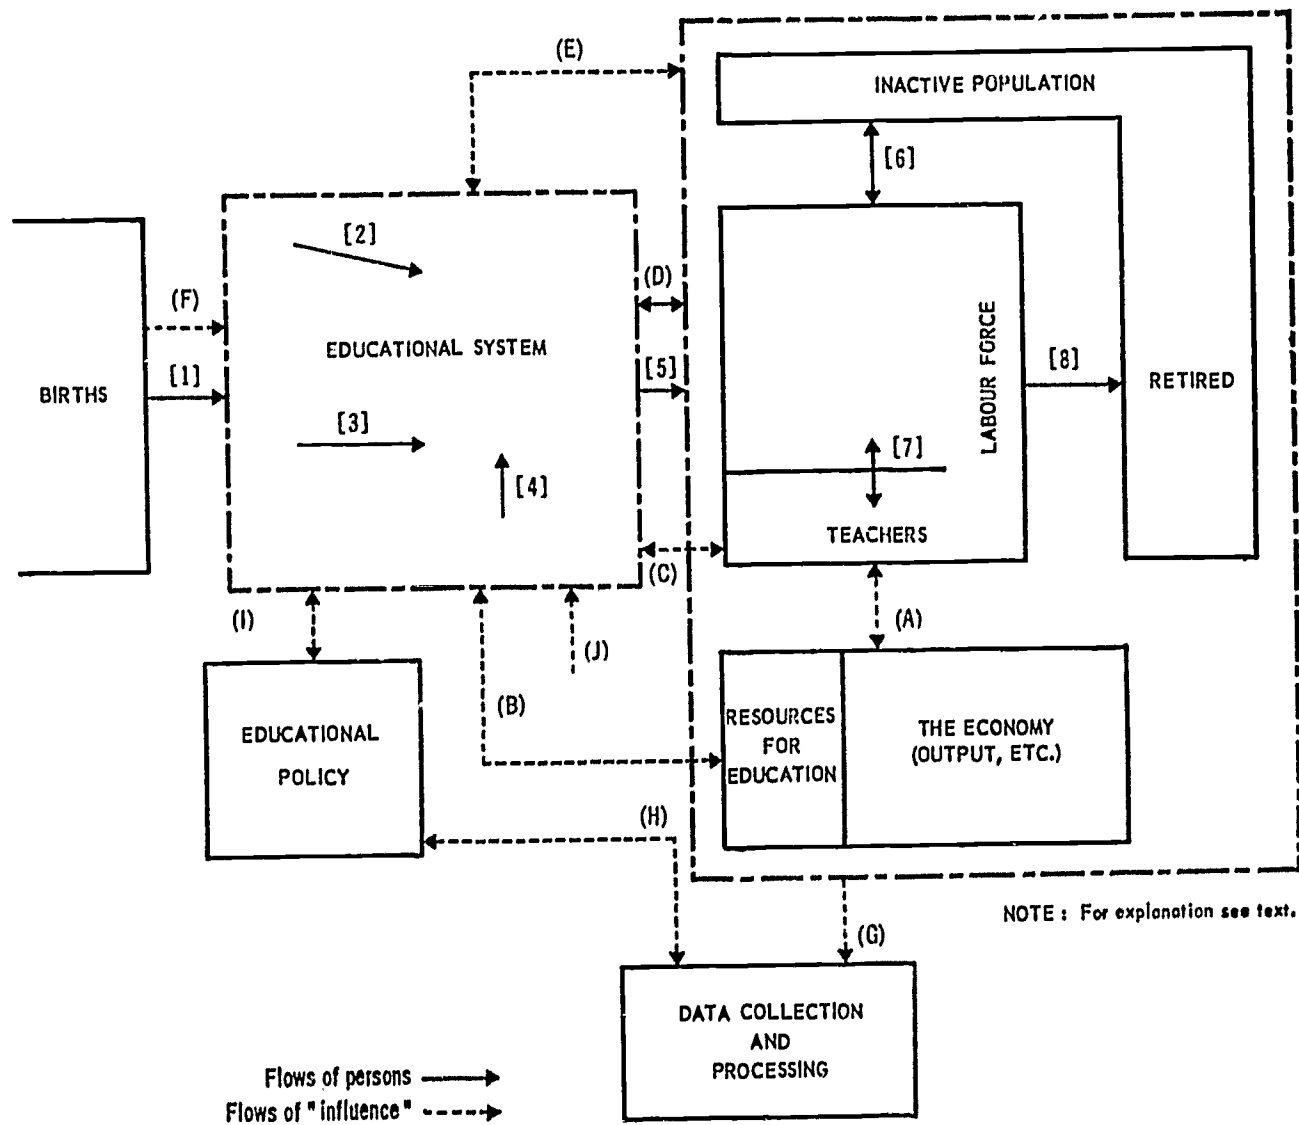 (E)
INACTIVE POPULATION
[6]
[2]
(F)
(D)
EDUCATIONAL SYSTEM
LABOUR FORCE
[1]
[5]
[8]
BIRTHS
RETIRED
[3]
[7]
[4]
TEACHERS
(C)
(I)
(J)
(A)
(B)
EDUCATIONAL
POLICY
RESOURCES
FOR
EDUCATION
THE ECONOMY
(OUTPUT, ETC.)
(H)
NOTE : For explanation see text.
(G)
DATA COLLECTION
AND
PROCESSING
Flows of persons
Flows of "influence"